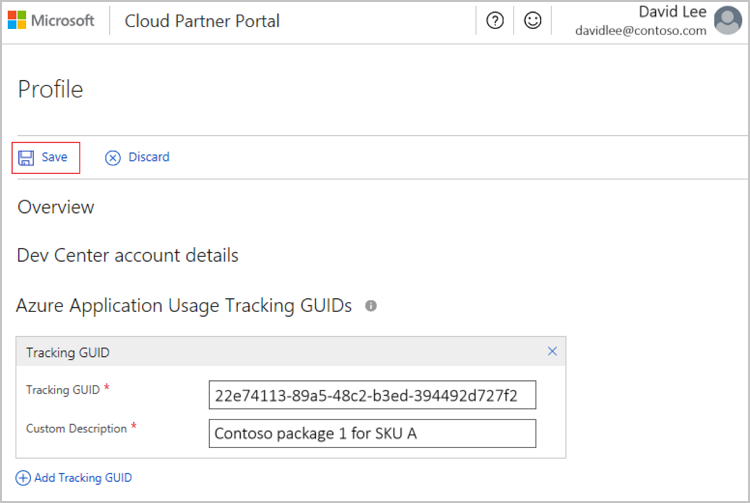 Microsoft Cloud Partner Portal
David Lee
davidlee@contoso.com
Profile
Save Discard
Overview
Dev Center account details
Azure Application Usage Tracking GUIDs
Tracking GUID
Tracking GUID * 22e74113-89a5-48c2-b3ed-394492d727f2
Custom Description * Contoso package 1 for SKU A
Add Tracking GUID